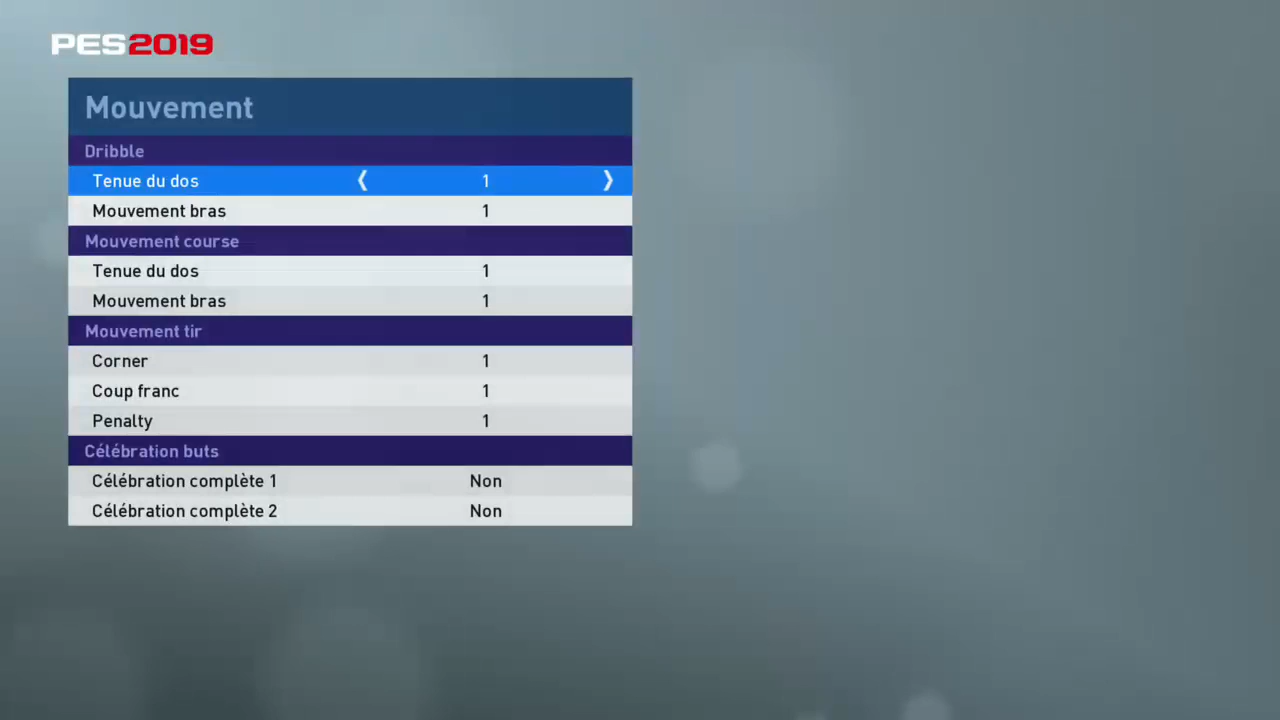 PES2019
Mouvement
Dribble
Tenue du dos 1
Mouvement bras 1
Mouvement course
Tenue du dos 1
Mouvement bras 1
Mouvement tir
Corner 1
Coup franc 1
Penalty 1
Célébration buts
Célébration complète 1 Non
Célébration complète 2 Non